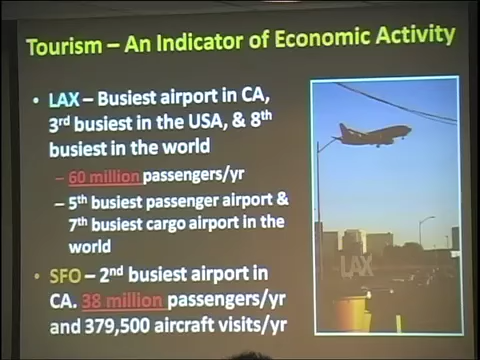 Tourism – An Indicator of Economic Activity
• LAX – Busiest airport in CA,
3rd busiest in the USA, & 8th
busiest in the world
– 60 million passengers/yr
– 5th busiest passenger airport &
7th busiest cargo airport in the
world
• SFO – 2nd busiest airport in
CA. 38 million passengers/yr
and 379,500 aircraft visits/yr
LAX